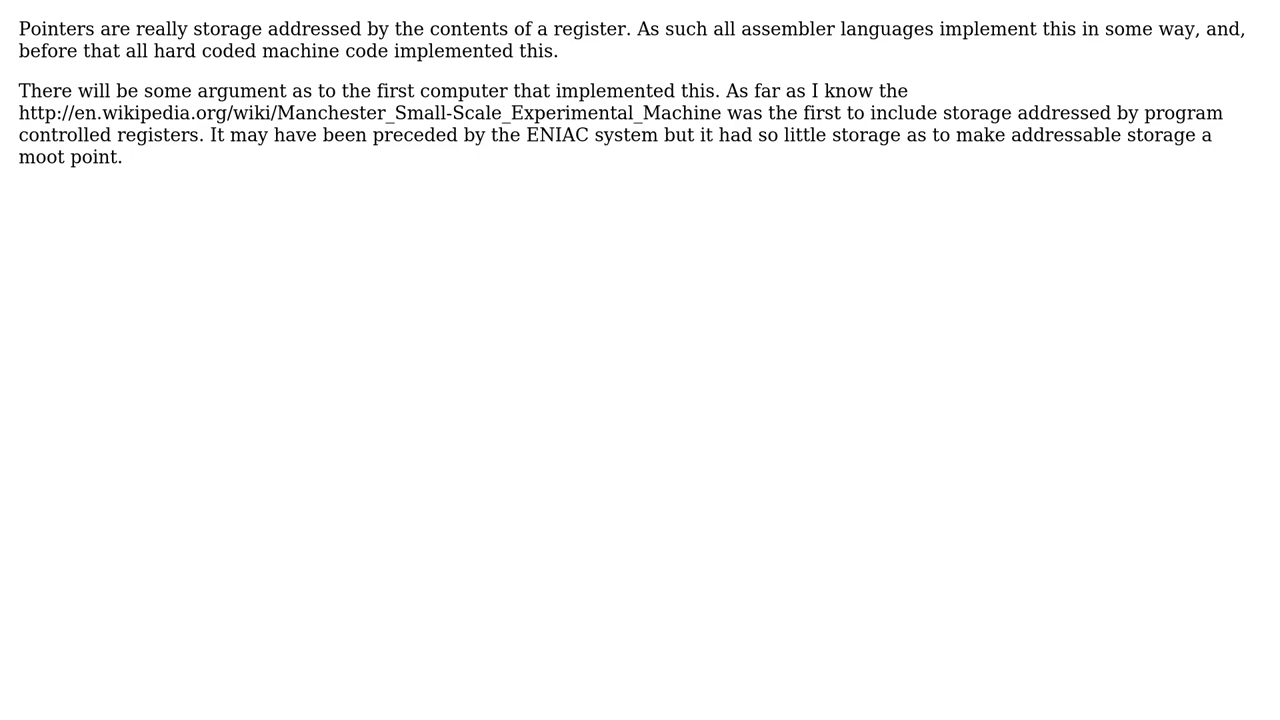 Pointers are really storage addressed by the contents of a register. As such all assembler languages implement this in some way, and,
before that all hard coded machine code implemented this.
There will be some argument as to the first computer that implemented this. As far as I know the
http://en.wikipedia.org/wiki/Manchester_Small-Scale_Experimental_Machine was the first to include storage addressed by program
controlled registers. It may have been preceded by the ENIAC system but it had so little storage as to make addressable storage a
moot point.